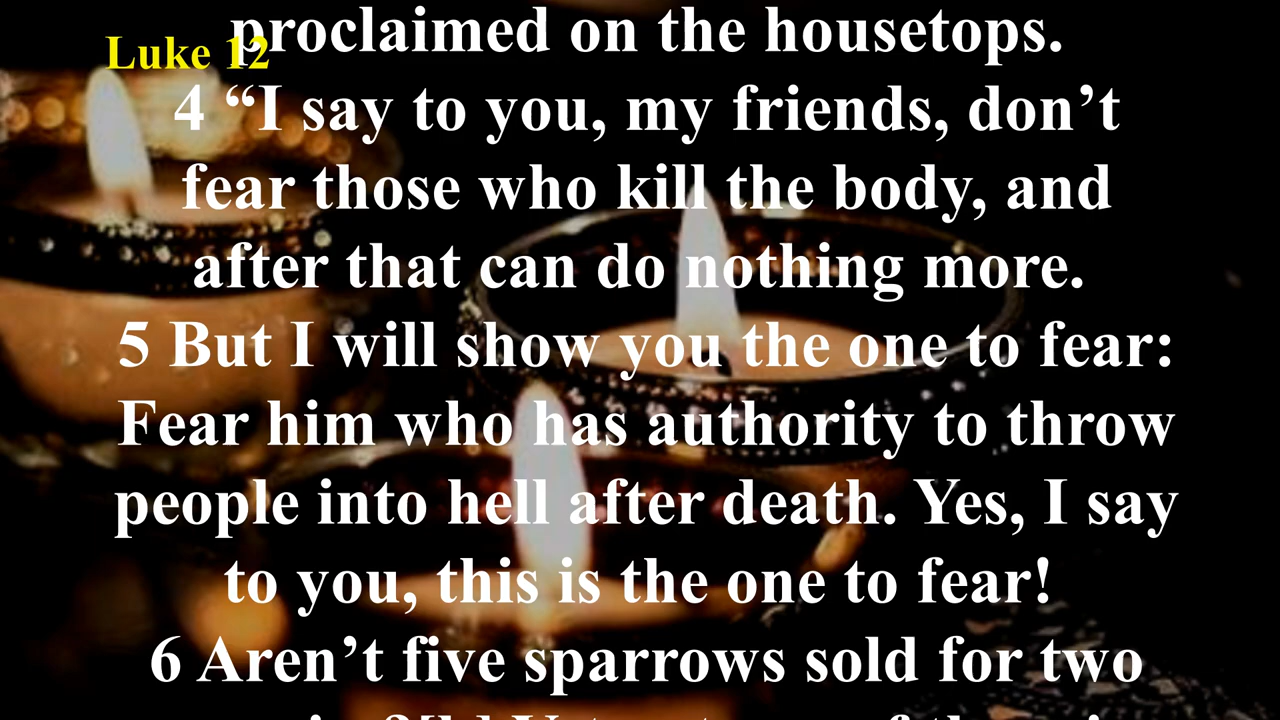 proclaimed on the housetops.
Luke 12
4 “I say to you, my friends, don’t
fear those who kill the body, and
after that can do nothing more.
5 But I will show you the one to fear:
Fear him who has authority to throw
people into hell after death. Yes, I say
to you, this is the one to fear!
6 Aren’t five sparrows sold for two